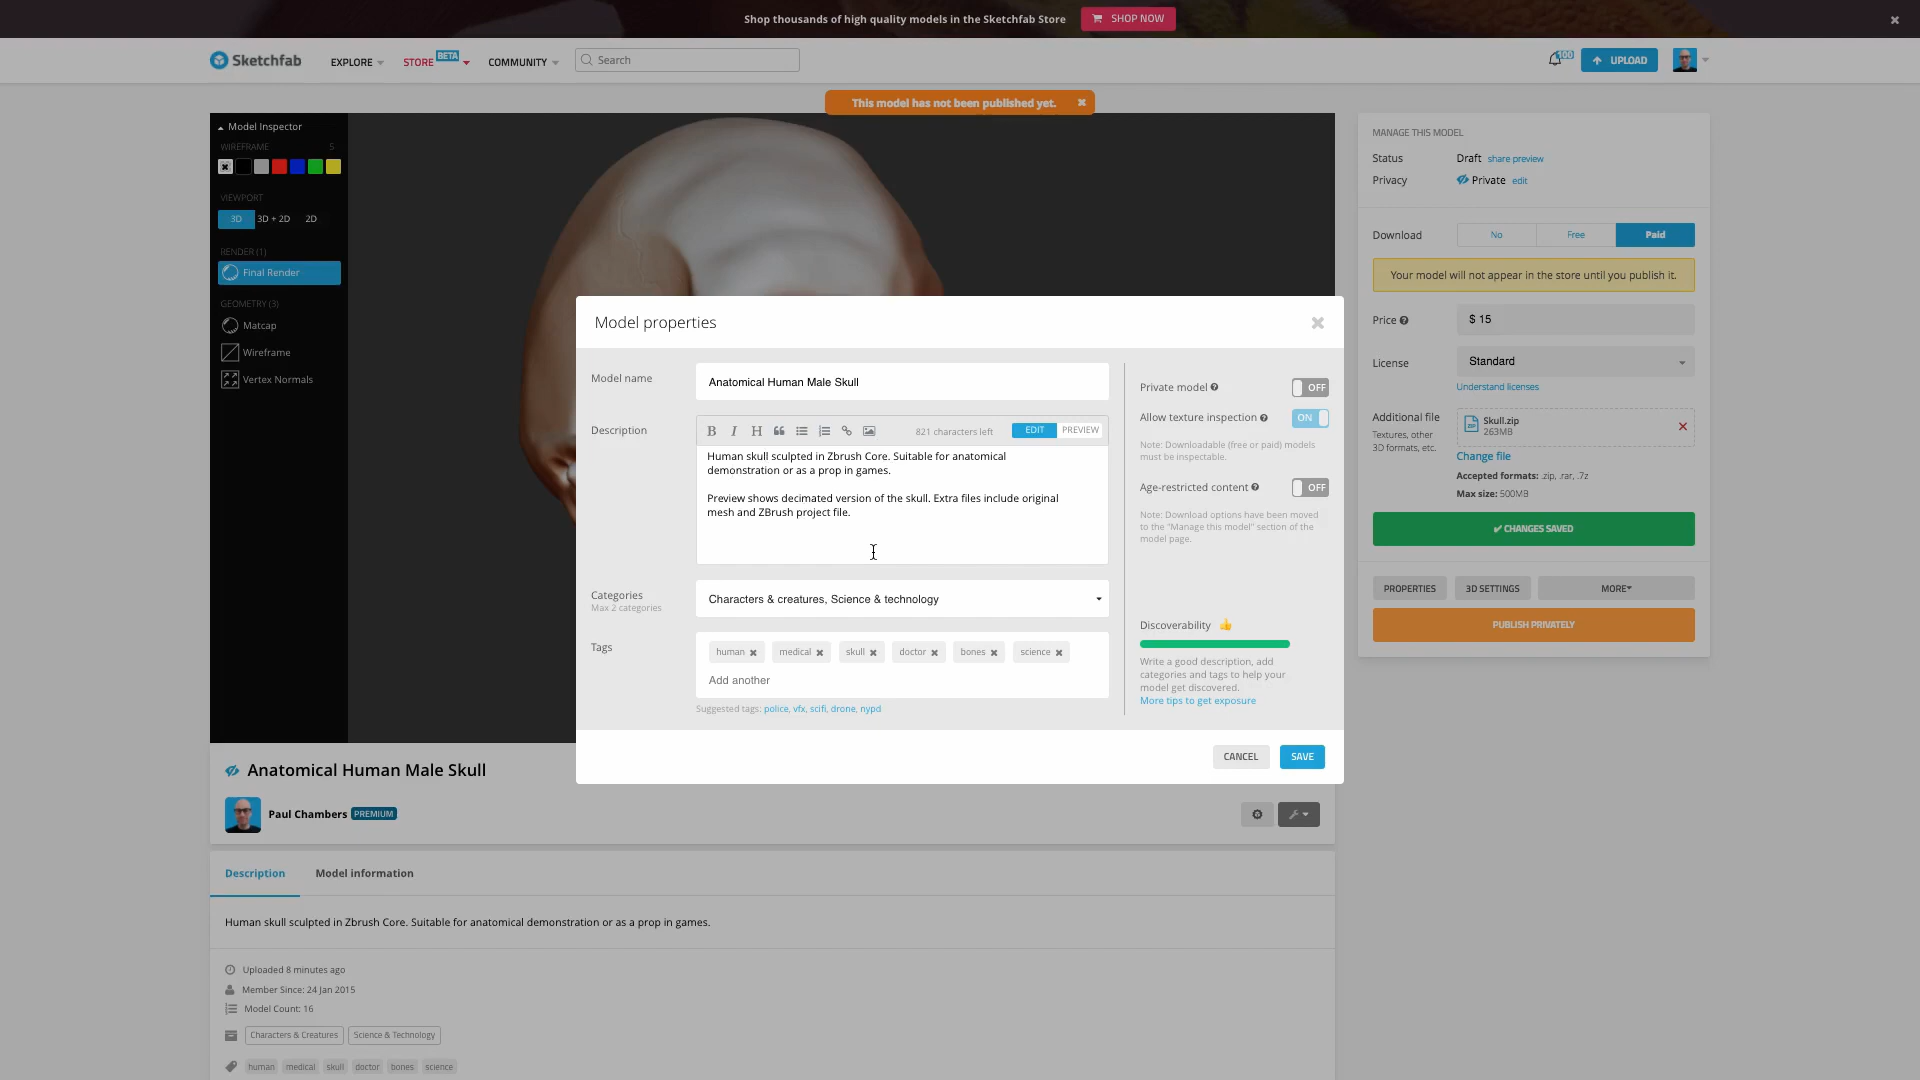 Shop thousands of high quality models in the Sketchfab Store
SHOP NOW
Sketchfab
EXPLORE
STORE BETA
COMMUNITY
Search
100
UPLOAD
This model has not been published yet.
Model Inspector
WIREFRAME 5
VIEWPORT
3D 3D + 2D 2D
RENDER (1)
Final Render
GEOMETRY (3)
Matcap
Wireframe
Vertex Normals
MANAGE THIS MODEL
Status Draft share preview
Privacy Private edit
Download No Free Paid
Your model will not appear in the store until you publish it.
Price $ 15
License Standard
Understand licenses
Additional file
Textures, other
3D formats, etc.
Skull.zip
263MB
Change file
Accepted formats: .zip, .rar, .7z
Max size: 500MB
CHANGES SAVED
PROPERTIES 3D SETTINGS MORE
PUBLISH PRIVATELY
Model properties
Model name Anatomical Human Male Skull
Description
B I H 821 characters left EDIT PREVIEW
Human skull sculpted in Zbrush Core. Suitable for anatomical
demonstration or as a prop in games.
Preview shows decimated version of the skull. Extra files include original
mesh and ZBrush project file.
Categories
Max 2 categories
Characters & creatures, Science & technology
Tags
human medical skull doctor bones science
Add another
Suggested tags: police, vfx, scifi, drone, nypd
Private model OFF
Allow texture inspection ON
Note: Downloadable (free or paid) models
must be inspectable.
Age-restricted content OFF
Note: Download options have been moved
to the "Manage this model" section of the
model page.
Discoverability
Write a good description, add
categories and tags to help your
model get discovered.
More tips to get exposure
CANCEL SAVE
Anatomical Human Male Skull
Paul Chambers PREMIUM
Description Model information
Human skull sculpted in Zbrush Core. Suitable for anatomical demonstration or as a prop in games.
Uploaded 8 minutes ago
Member Since: 24 Jan 2015
Model Count: 16
Characters & Creatures Science & Technology
human medical skull doctor bones science